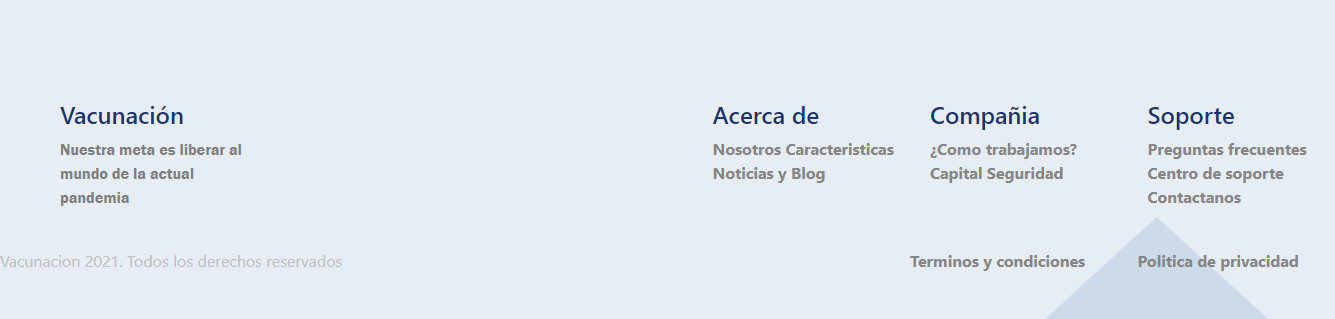 Vacunación
Nuestra meta es liberar al
mundo de la actual
pandemia
Acerca de
Nosotros Caracteristicas
Noticias y Blog
Compañia
¿Como trabajamos?
Capital Seguridad
Soporte
Preguntas frecuentes
Centro de soporte
Contactanos
Vacunacion 2021. Todos los derechos reservados
Terminos y condiciones
Politica de privacidad